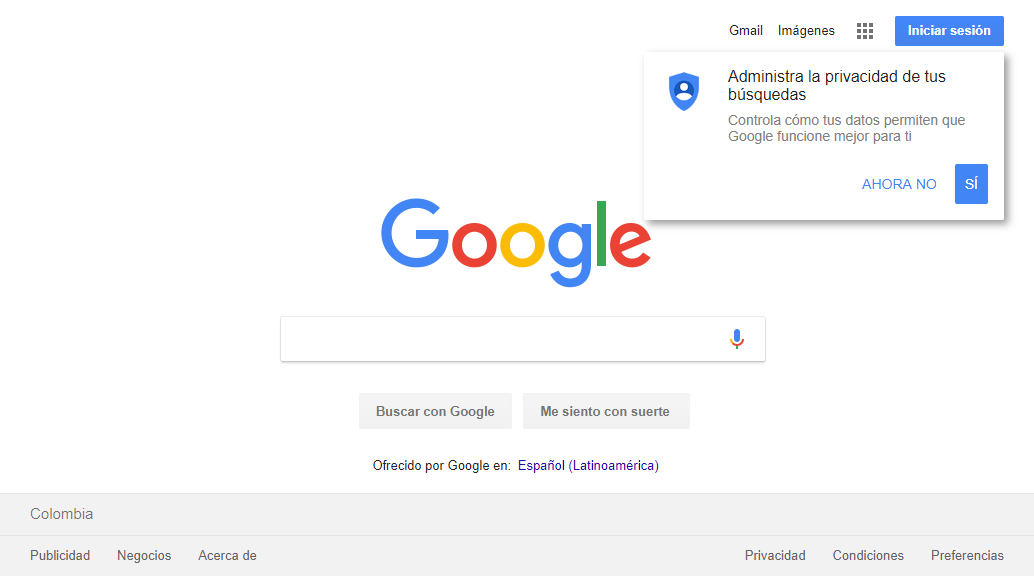 Gmail Imágenes Iniciar sesión
Administra la privacidad de tus
búsquedas
Controla cómo tus datos permiten que
Google funcione mejor para ti
AHORA NO SÍ
Google
Buscar con Google Me siento con suerte
Ofrecido por Google en: Español (Latinoamérica)
Colombia
Publicidad Negocios Acerca de Privacidad Condiciones Preferencias